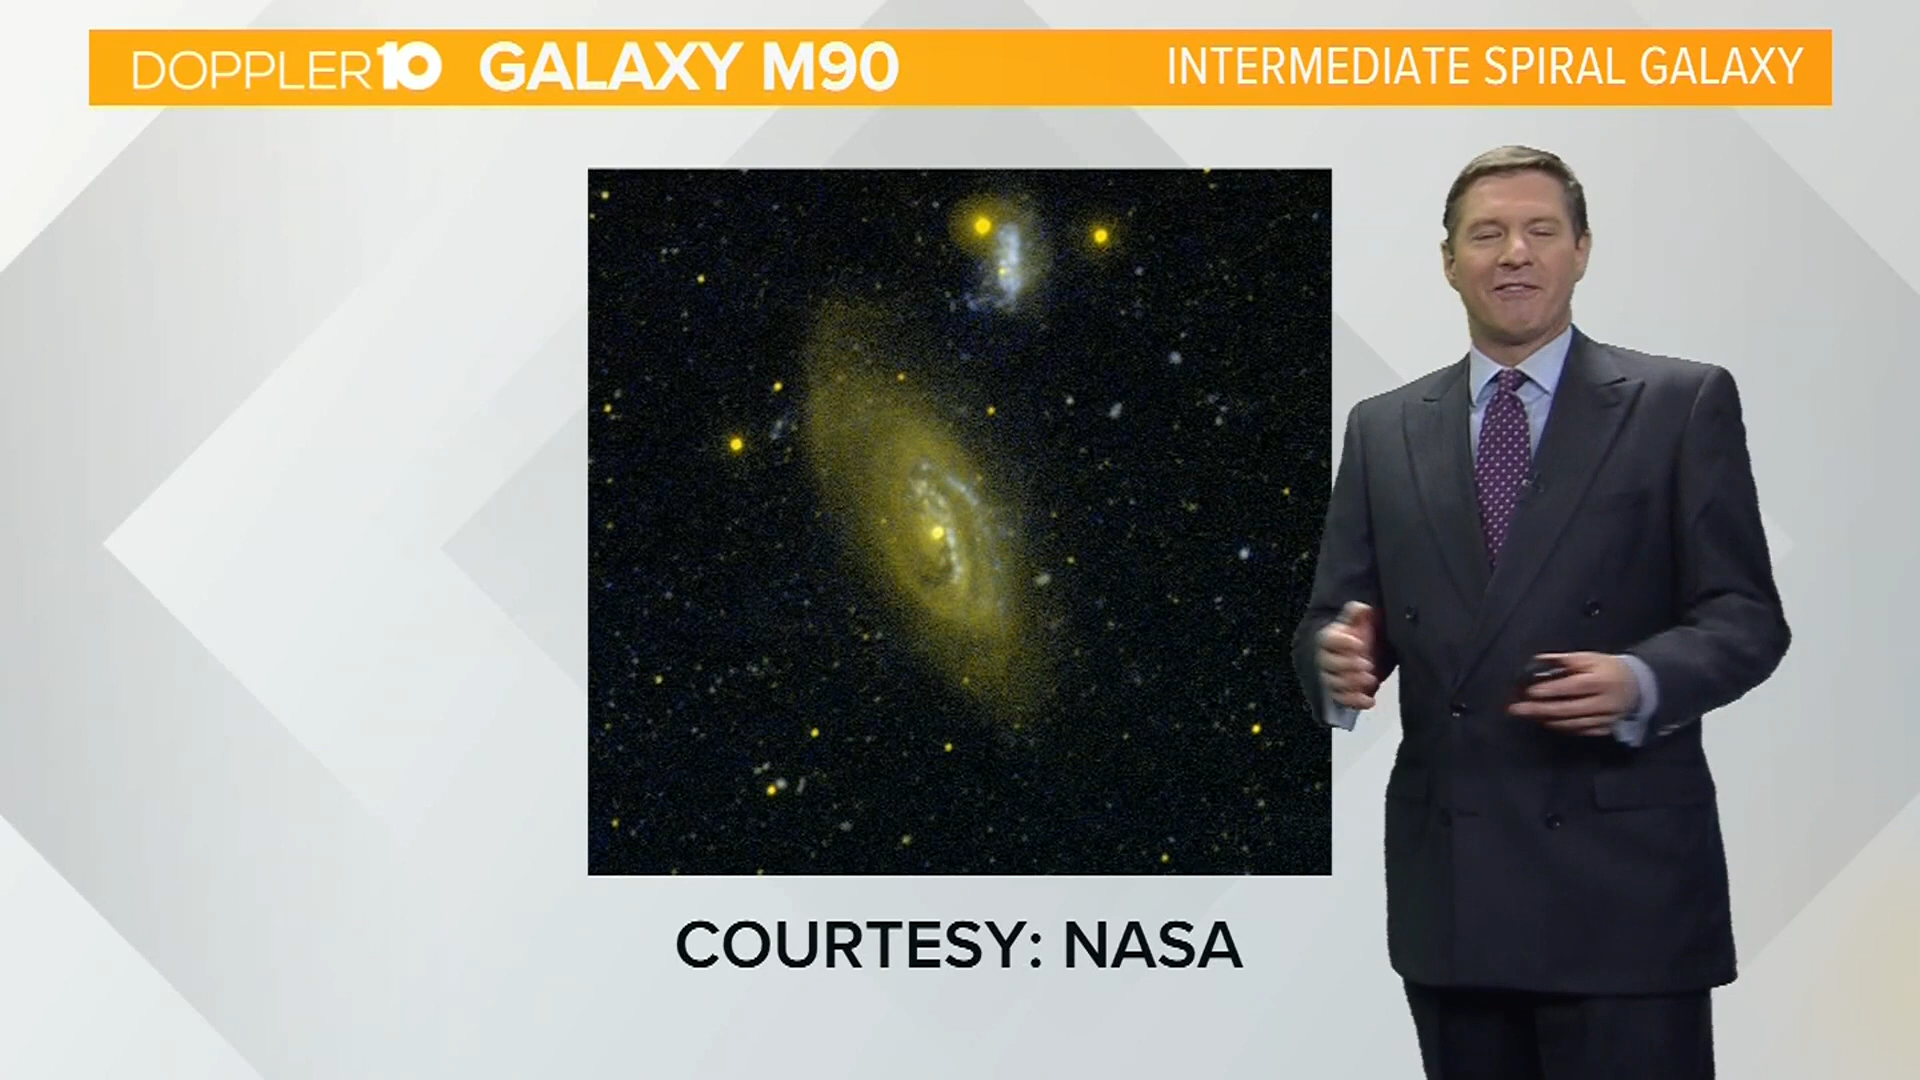 DOPPLER10 GALAXY M90 INTERMEDIATE SPIRAL GALAXY
COURTESY: NASA